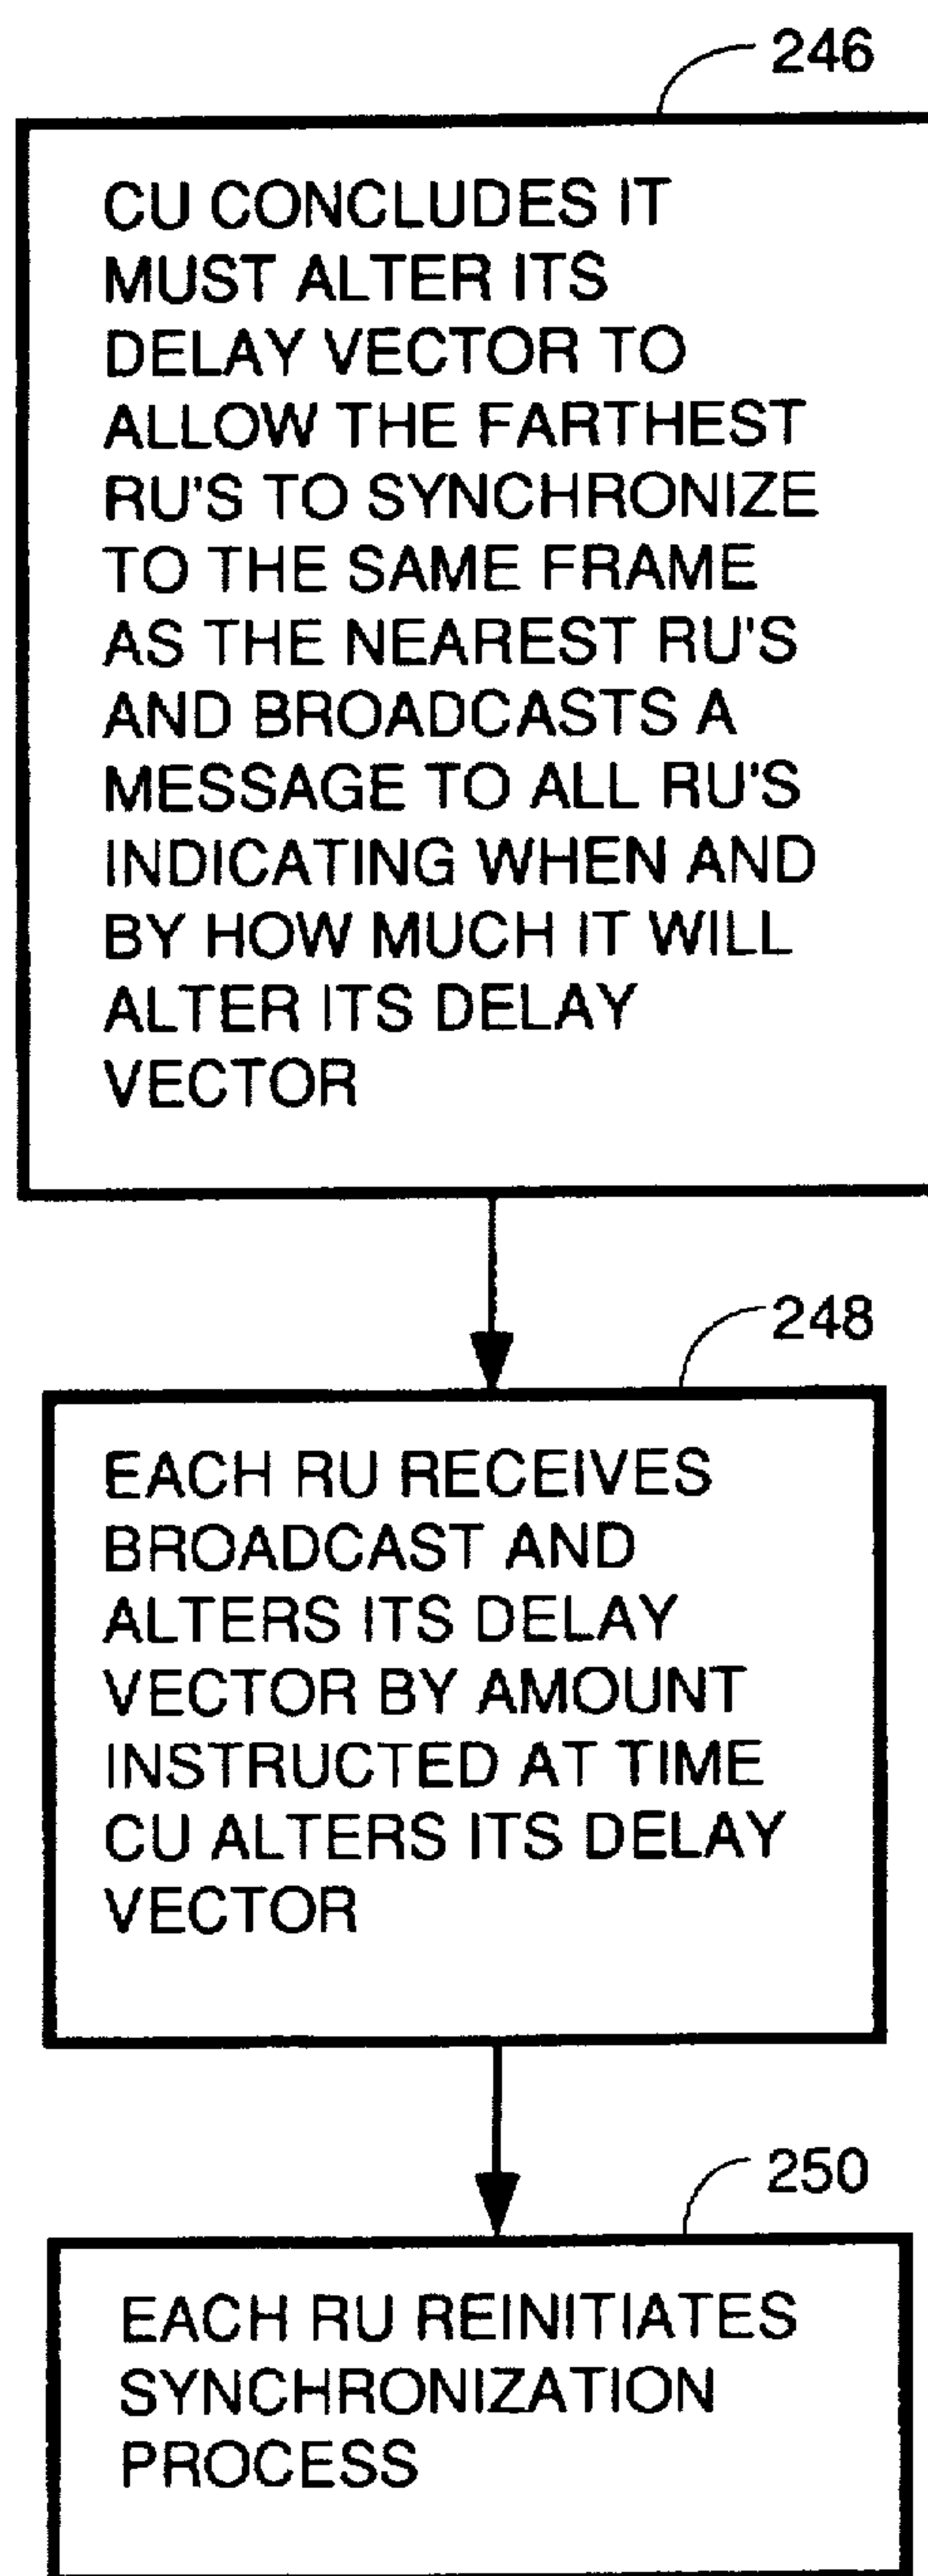 246
CU CONCLUDES IT
MUST ALTER ITS
DELAY VECTOR TO
ALLOW THE FARTHEST
RU'S TO SYNCHRONIZE
TO THE SAME FRAME
AS THE NEAREST RU'S
AND BROADCASTS A
MESSAGE TO ALL RU'S
INDICATING WHEN AND
BY HOW MUCH IT WILL
ALTER ITS DELAY
VECTOR
248
EACH RU RECEIVES
BROADCAST AND
ALTERS ITS DELAY
VECTOR BY AMOUNT
INSTRUCTED AT TIME
CU ALTERS ITS DELAY
VECTOR
250
EACH RU REINITIATES
SYNCHRONIZATION
PROCESS